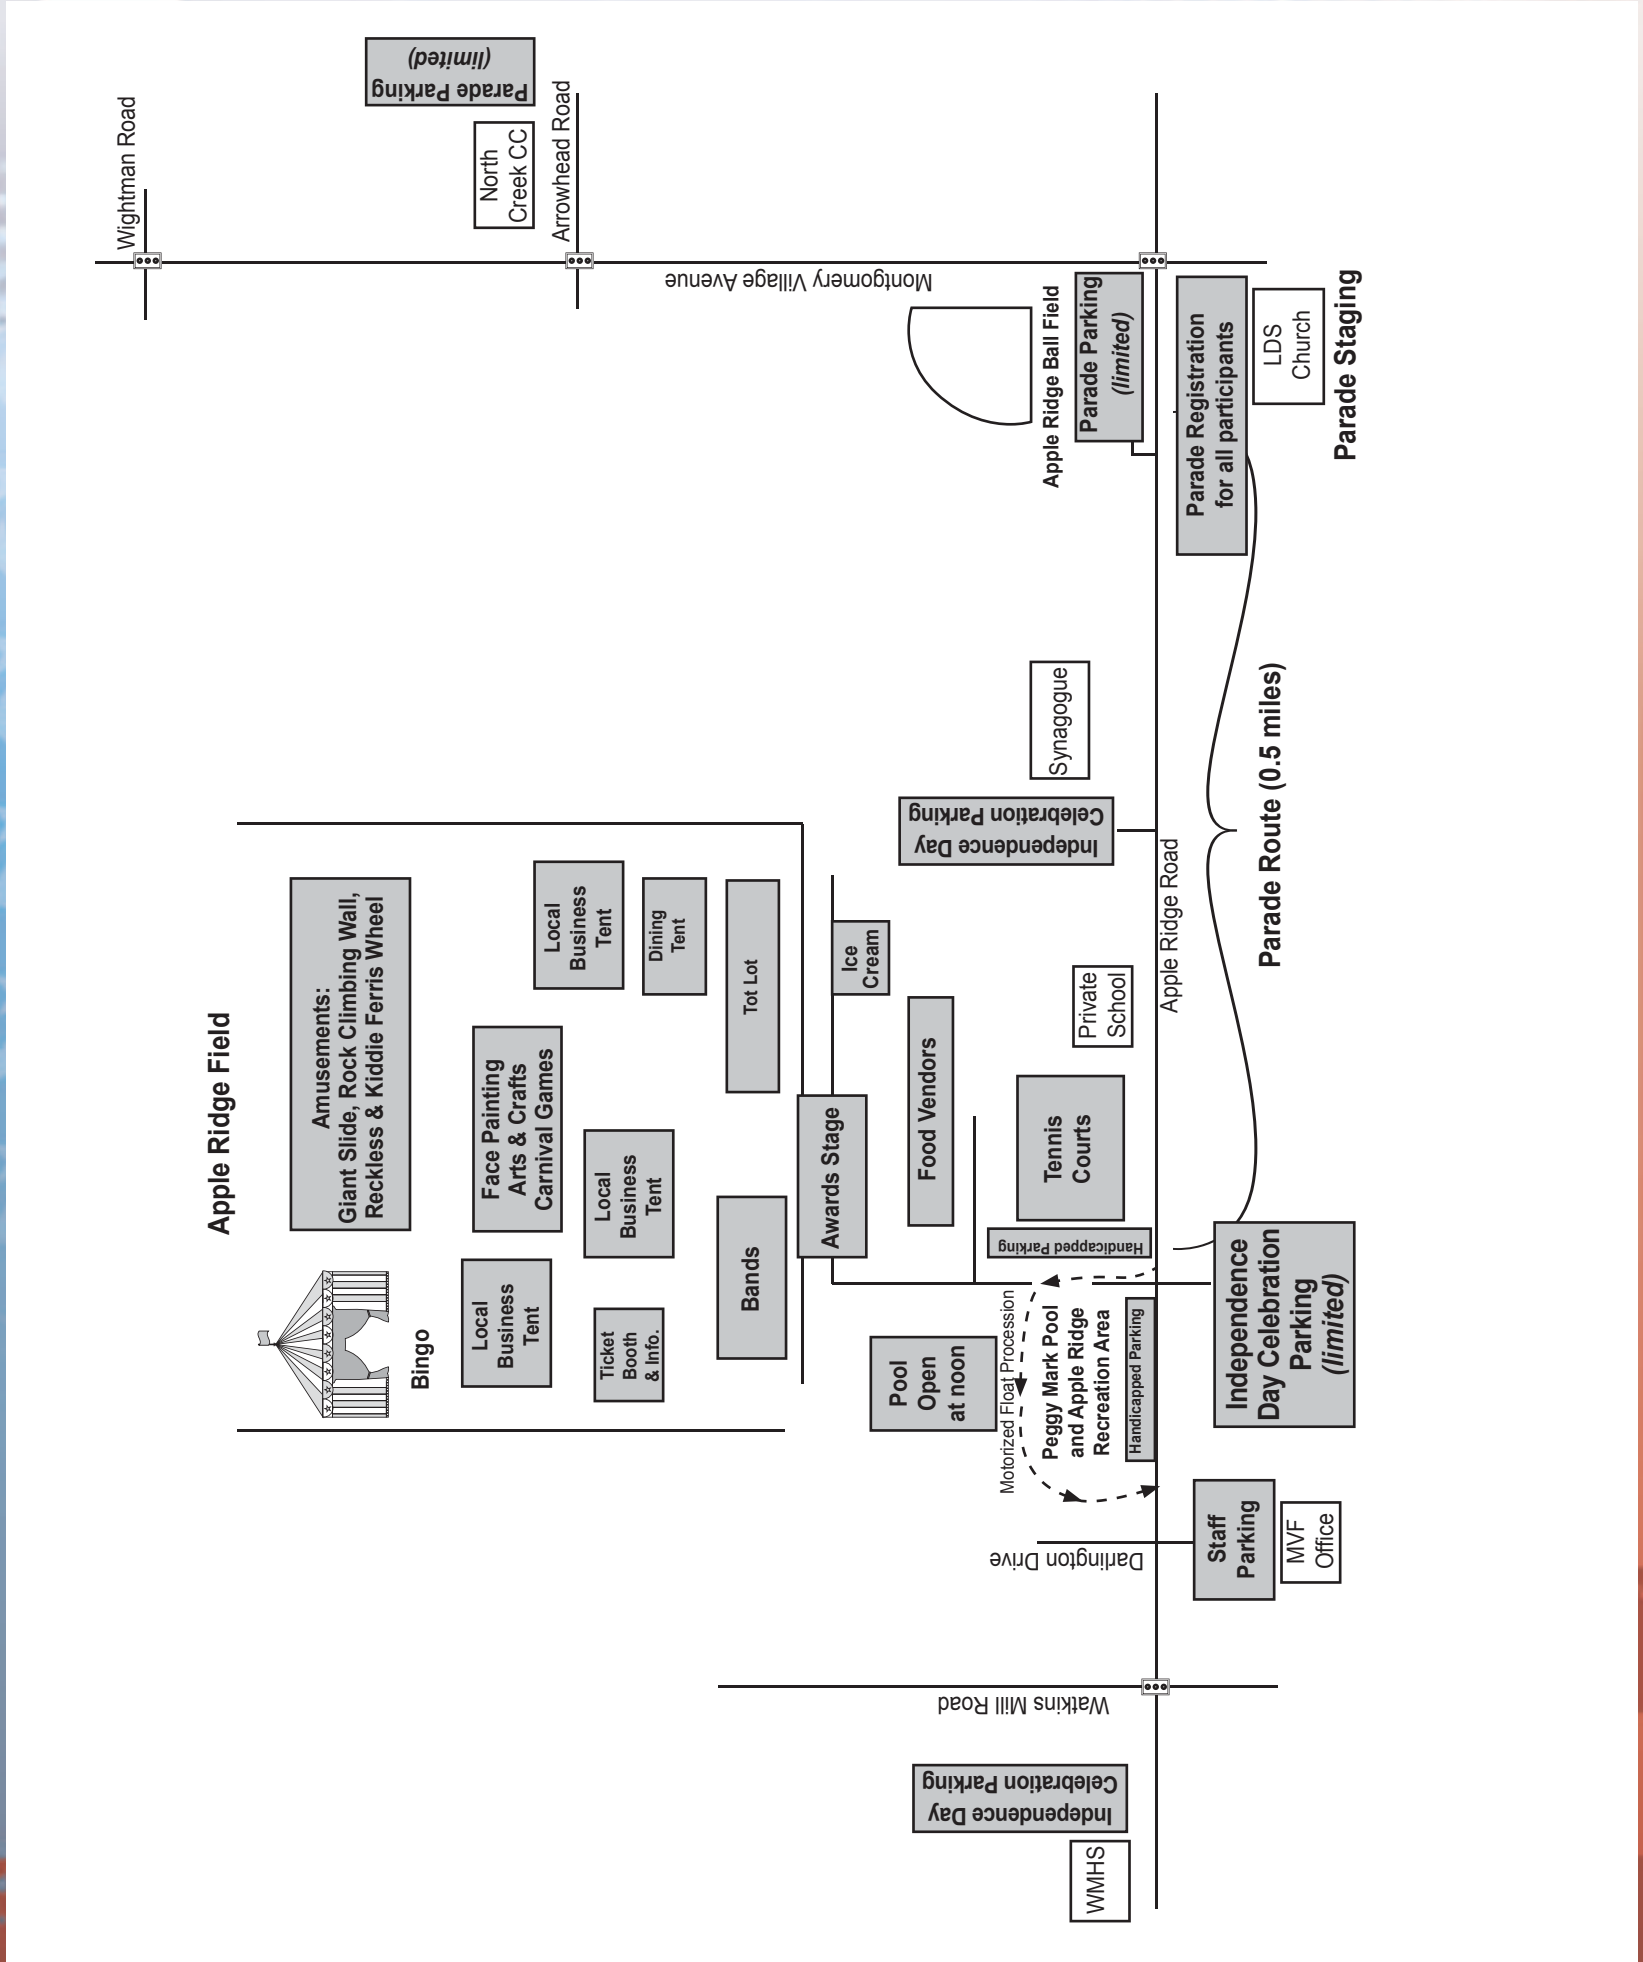 Apple Ridge Field
Amusements:
Giant Slide, Rock Climbing Wall,
Reckless & Kiddie Ferris Wheel
Bingo
Face Painting
Arts & Crafts
Carnival Games
Local
Business
Tent
Local
Business
Tent
Local
Business
Tent
Ticket
Booth
& Info.
Dining
Tent
Tot Lot
Bands
Awards Stage
Ice
Cream
Food Vendors
Pool
Open
at noon
Motorized Float Procession
Peggy Mark Pool
and Apple Ridge
Recreation Area
Handicapped Parking
Handicapped Parking
Tennis
Courts
Private
School
Independence Day
Celebration Parking
Synagogue
Apple Ridge Road
Wightman Road
Parade Parking
(limited)
North
Creek CC
Arrowhead Road
Montgomery Village Avenue
Apple Ridge Ball Field
Parade Parking
(limited)
Parade Registration
for all participants
LDS
Church
Parade Staging
Parade Route (0.5 miles)
Independence
Day Celebration
Parking
(limited)
Darlington Drive
Staff
Parking
MVF
Office
Watkins Mill Road
Independence Day
Celebration Parking
WMHS